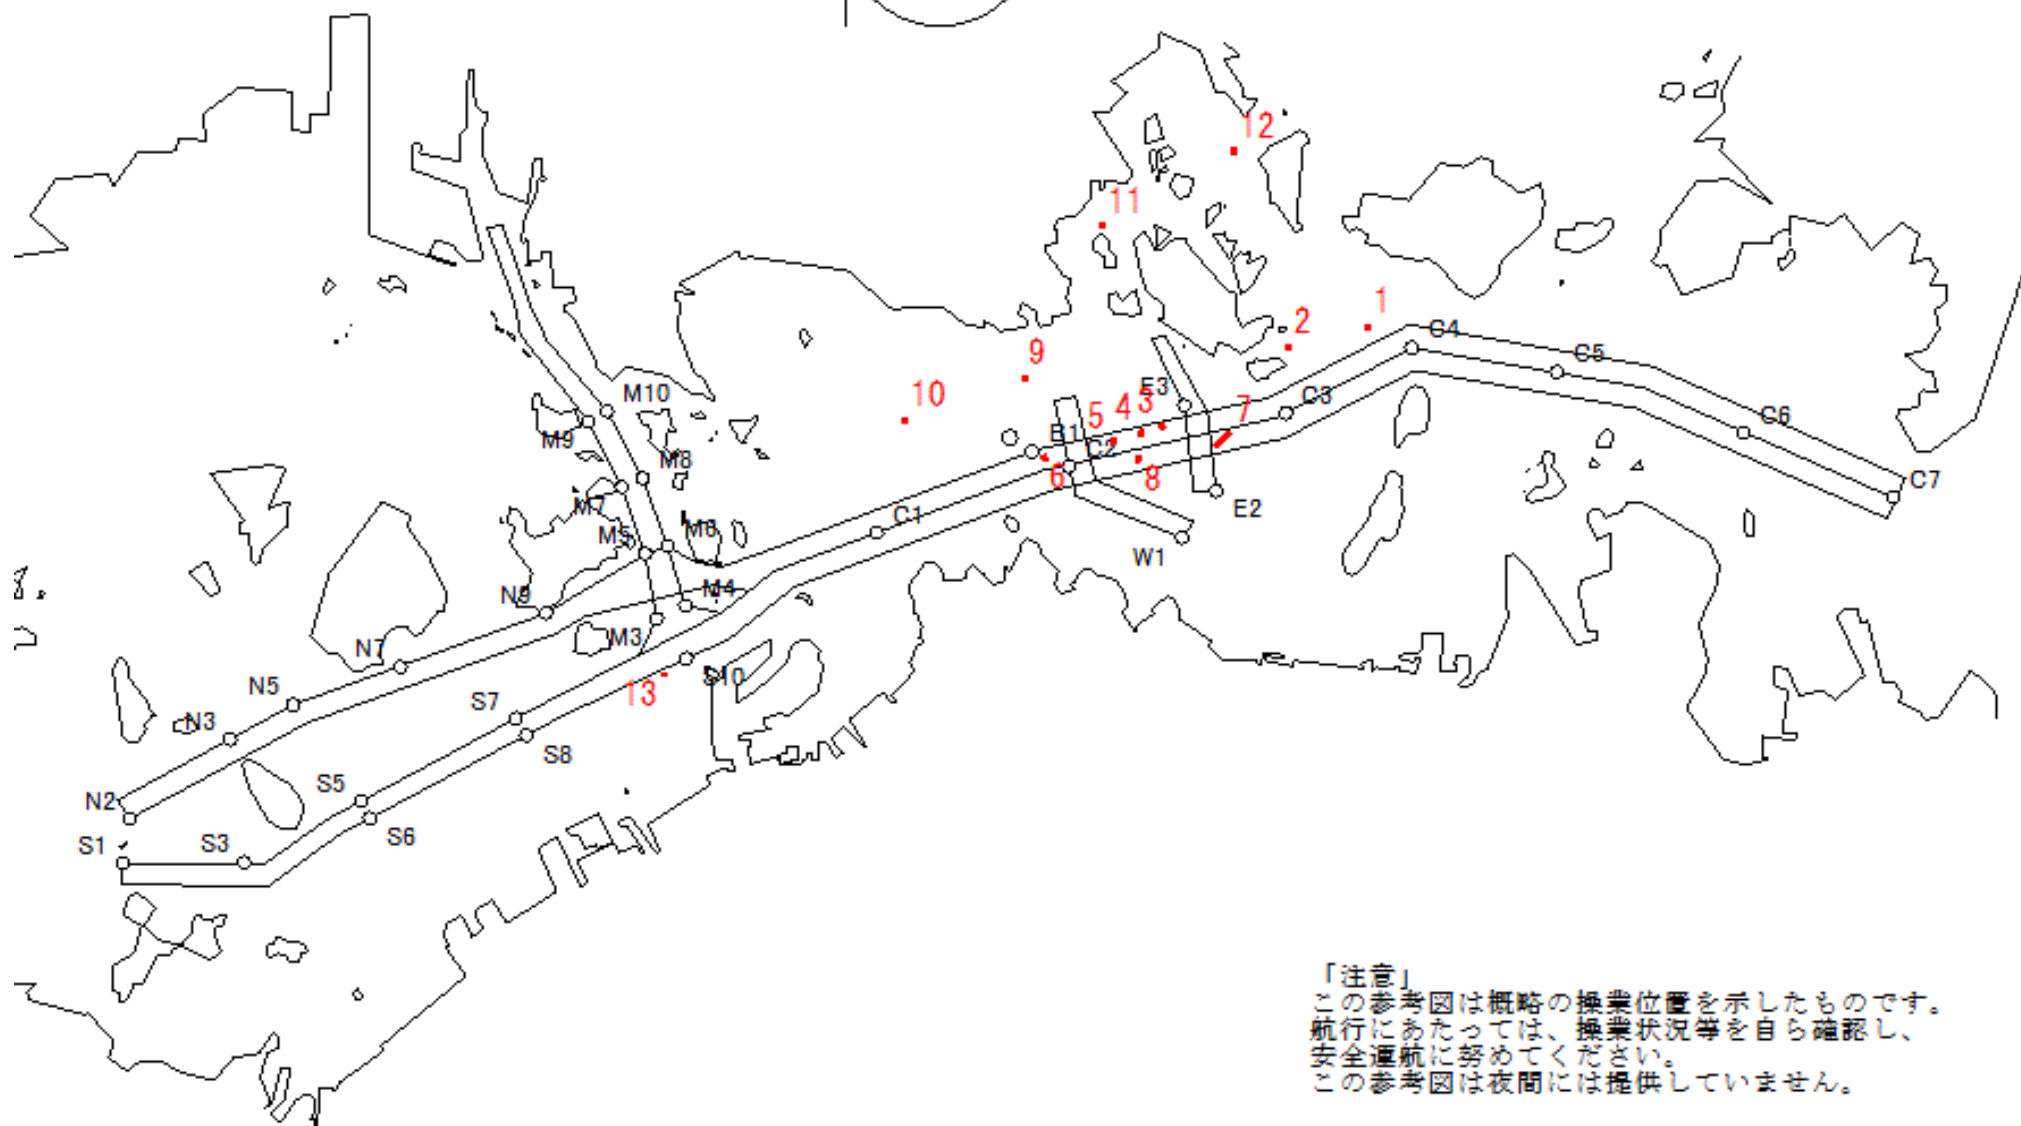 12
11
1
2
C4
C5
9
E3
M10
10
5
4
3
7
C3
C6
M9
B1
C2
M8
6
8
C7
M7
E2
M5
M6
C1
W1
N9
M4
M3
N7
S10
13
N5
S7
N3
S8
S5
N2
S6
S1
S3
「注意」
この参考図は概略の操業位置を示したものです。
航行にあたっては、操業状況等を自ら確認し、
安全運航に努めてください。
この参考図は夜間には提供していません。